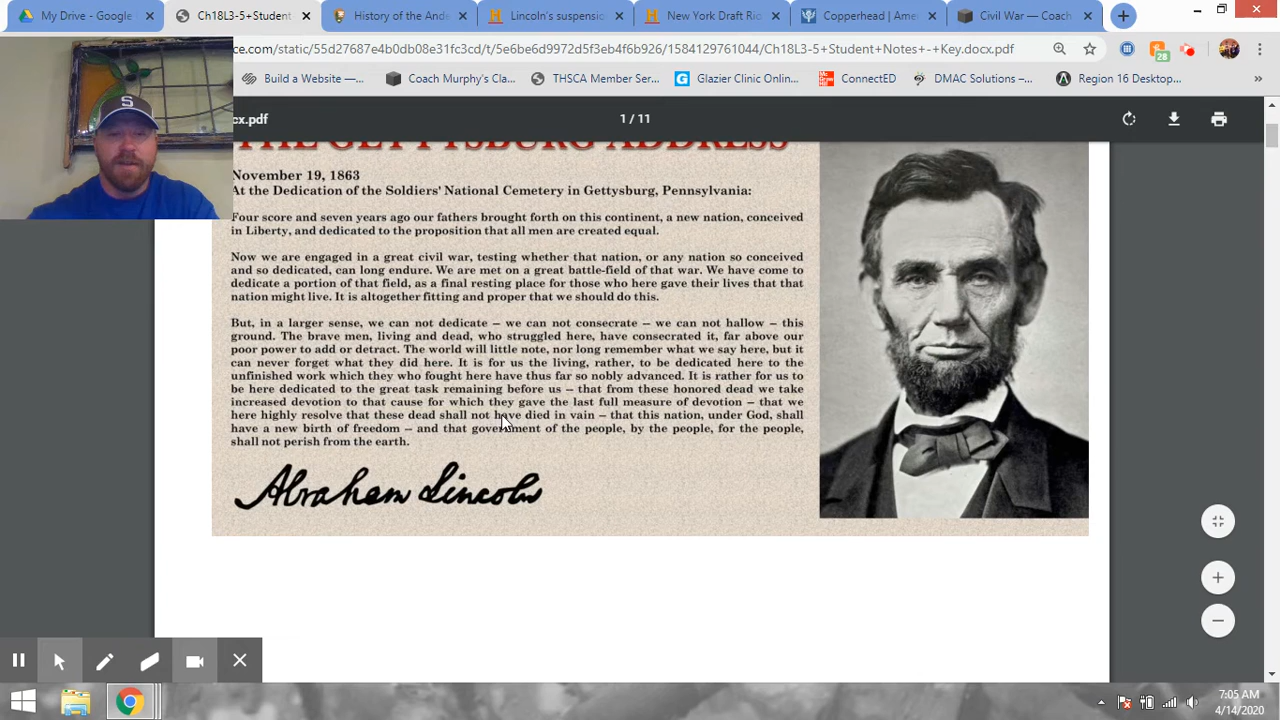 My Drive - Google
Ch18L3-5+Student
History of the And
Lincoln's suspensi
New York Draft Rio
Copperhead | Ame
Civil War — Coach
ce.com/static/55d27687e4b0db08e31fc3cd/t/5e6be6d9972d5f3eb4f6b926/1584129761044/Ch18L3-5+Student+Notes+-+Key.docx.pdf
28
Build a Website —...
Coach Murphy's Cla...
THSCA Member Ser...
Glazier Clinic Onlin...
ConnectED
DMAC Solutions –...
Region 16 Desktop...
»
cx.pdf
1 / 11
S
THE GETTYSBURG ADDRESS
November 19, 1863
At the Dedication of the Soldiers' National Cemetery in Gettysburg, Pennsylvania:
Four score and seven years ago our fathers brought forth on this continent, a new nation, conceived
in Liberty, and dedicated to the proposition that all men are created equal.
Now we are engaged in a great civil war, testing whether that nation, or any nation so conceived
and so dedicated, can long endure. We are met on a great battle-field of that war. We have come to
dedicate a portion of that field, as a final resting place for those who here gave their lives that that
nation might live. It is altogether fitting and proper that we should do this.
But, in a larger sense, we can not dedicate – we can not consecrate – we can not hallow – this
ground. The brave men, living and dead, who struggled here, have consecrated it, far above our
poor power to add or detract. The world will little note, nor long remember what we say here, but it
can never forget what they did here. It is for us the living, rather, to be dedicated here to the
unfinished work which they who fought here have thus far so nobly advanced. It is rather for us to
be here dedicated to the great task remaining before us – that from these honored dead we take
increased devotion to that cause for which they gave the last full measure of devotion – that we
here highly resolve that these dead shall not have died in vain – that this nation, under God, shall
have a new birth of freedom – and that government of the people, by the people, for the people,
shall not perish from the earth.
Abraham Lincoln
7:05 AM
4/14/2020